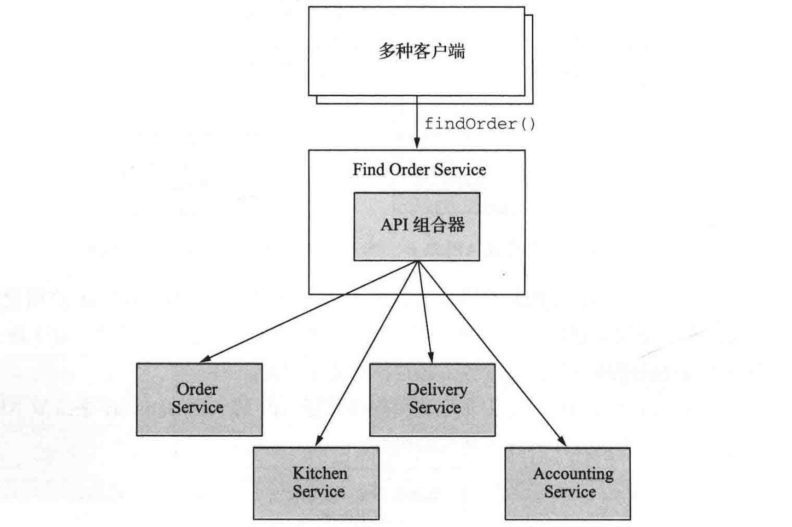 多种客户端
findOrder()
Find Order Service
API 组合器
Order
Service
Delivery
Service
Kitchen
Service
Accounting
Service